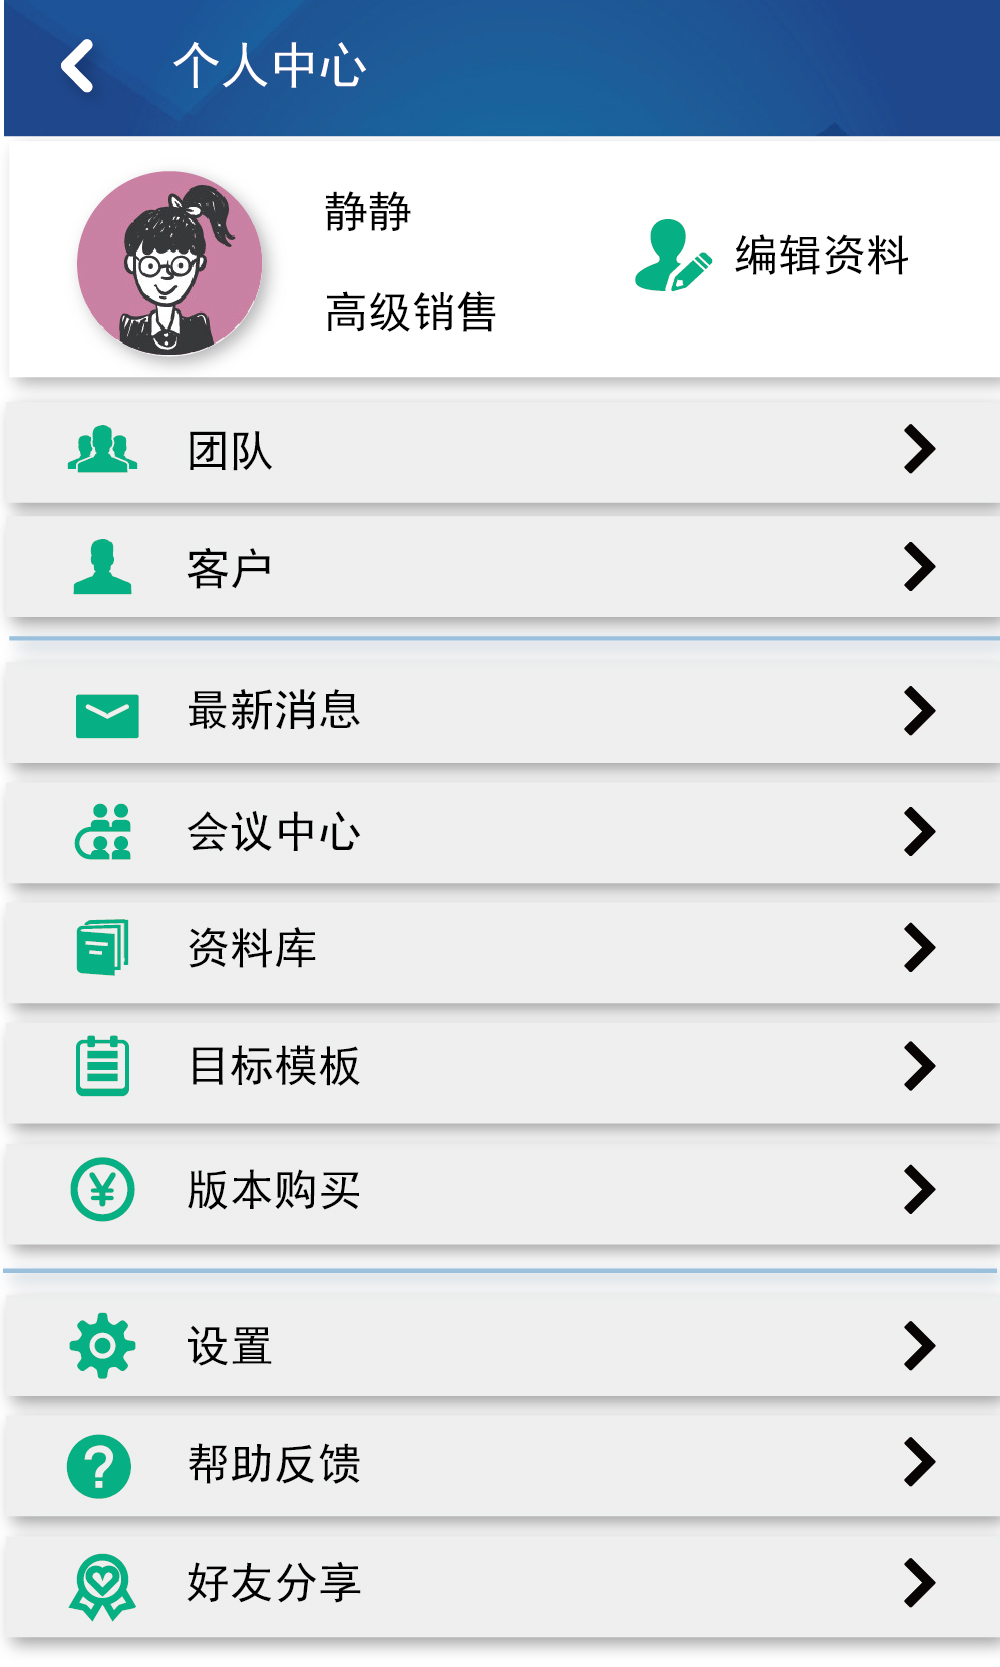 个人中心
静静
高级销售
编辑资料
团队
客户
最新消息
会议中心
资料库
目标模板
版本购买
设置
帮助反馈
好友分享